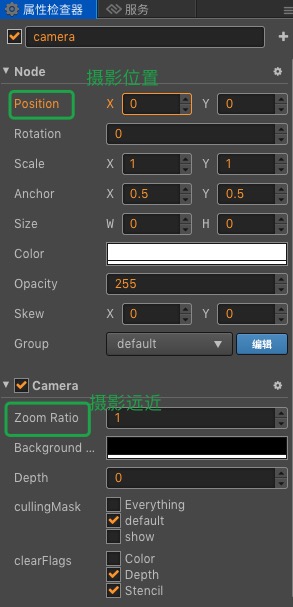 属性检查器 服务
camera
Node
摄影位置
Position X 0 Y 0
Rotation 0
Scale X 1 Y 1
Anchor X 0.5 Y 0.5
Size W 0 H 0
Color
Opacity 255
Skew X 0 Y 0
Group default 编辑
Camera
摄影远近
Zoom Ratio 1
Background ...
Depth 0
cullingMask Everything
default
show
clearFlags Color
Depth
Stencil